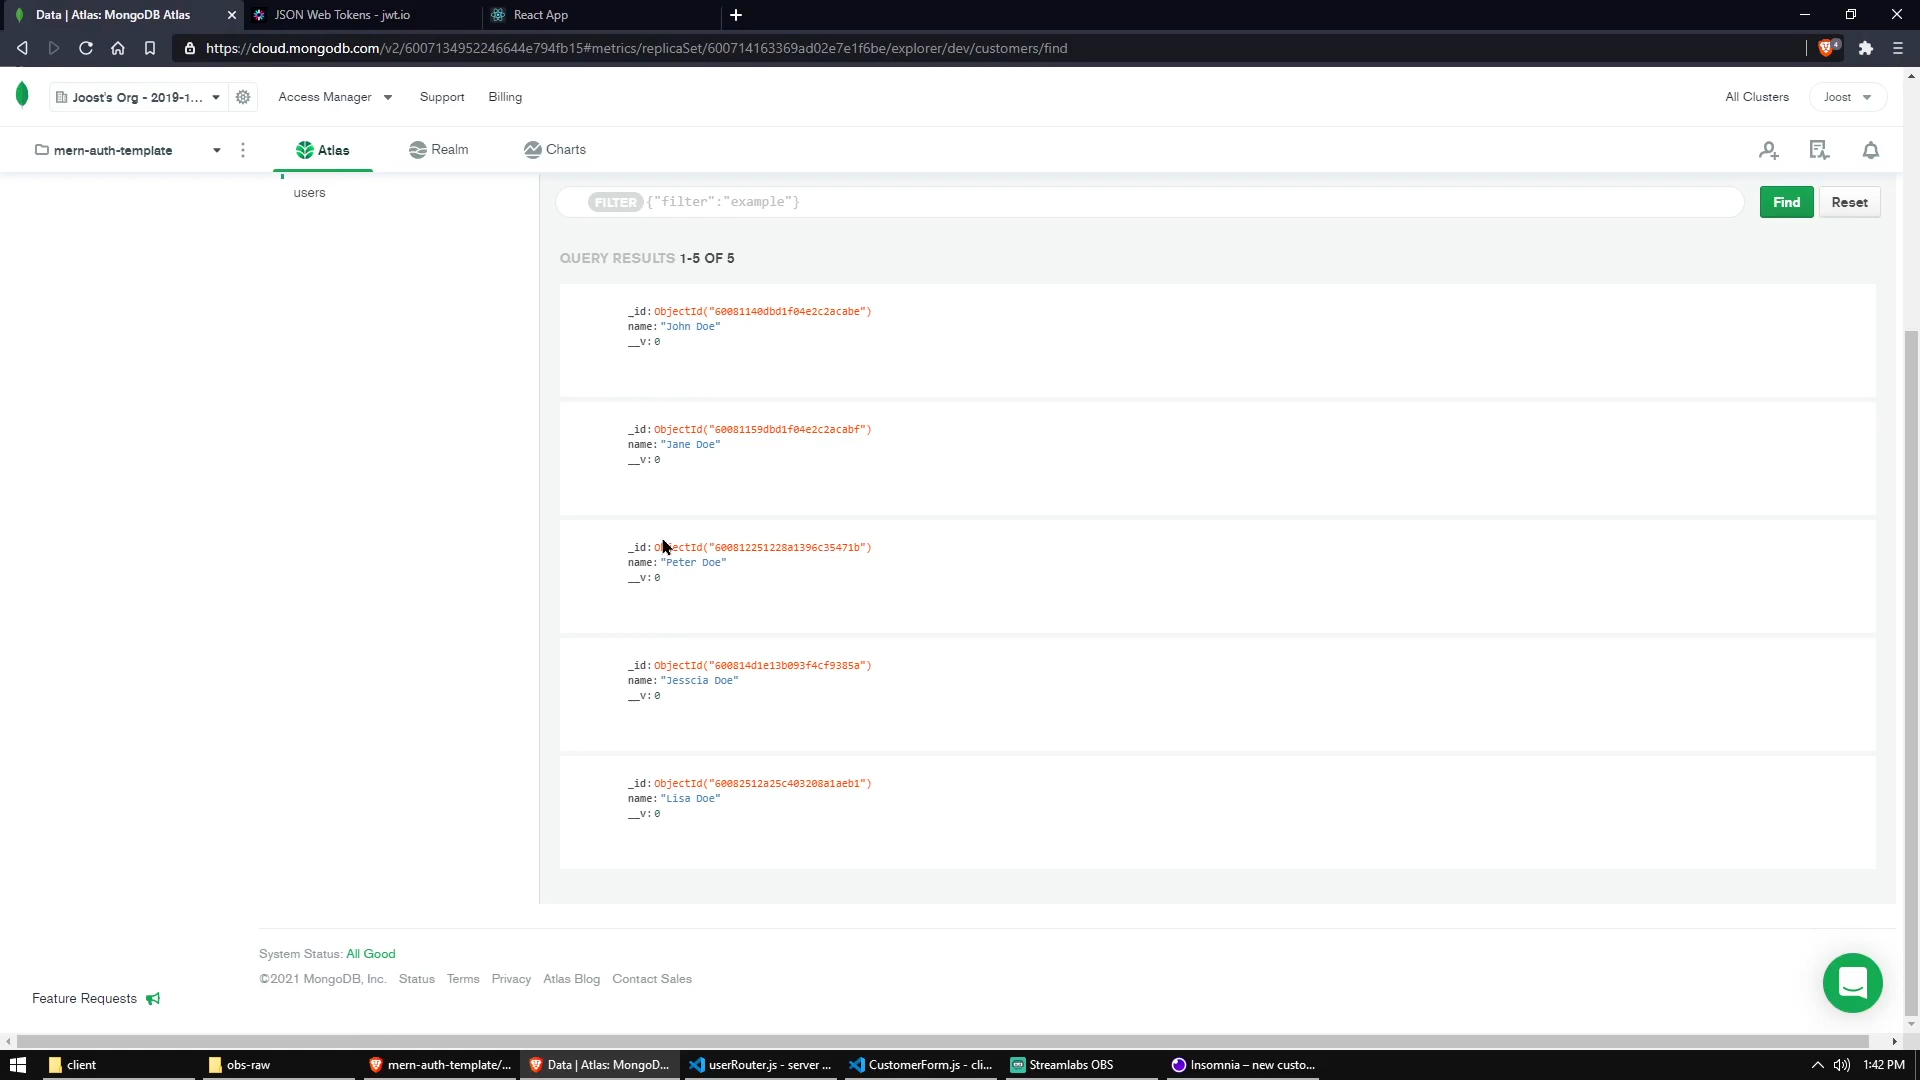 Data | Atlas: MongoDB Atlas
JSON Web Tokens - jwt.io
React App
https://cloud.mongodb.com/v2/6007134952246644e794fb15#metrics/replicaSet/600714163369ad02e7e1f6be/explorer/dev/customers/find
4
Joost's Org - 2019-1...
Access Manager
Support
Billing
All Clusters
Joost
mern-auth-template
Atlas
Realm
Charts
users
FILTER {"filter":"example"}
Find
Reset
QUERY RESULTS 1-5 OF 5
_id: ObjectId("60081140dbd1f04e2c2acabe")
name: "John Doe"
__v: 0
_id: ObjectId("60081159dbd1f04e2c2acabf")
name: "Jane Doe"
__v: 0
_id: ObjectId("600812251228a1396c35471b")
name: "Peter Doe"
__v: 0
_id: ObjectId("600814d1e13b093f4cf9385a")
name: "Jesscia Doe"
__v: 0
_id: ObjectId("60082512a25c403208a1aeb1")
name: "Lisa Doe"
__v: 0
System Status: All Good
©2021 MongoDB, Inc. Status Terms Privacy Atlas Blog Contact Sales
Feature Requests
client
obs-raw
mern-auth-template/...
Data | Atlas: MongoD...
userRouter.js - server ...
CustomerForm.js - cli...
Streamlabs OBS
Insomnia – new custo...
1:42 PM